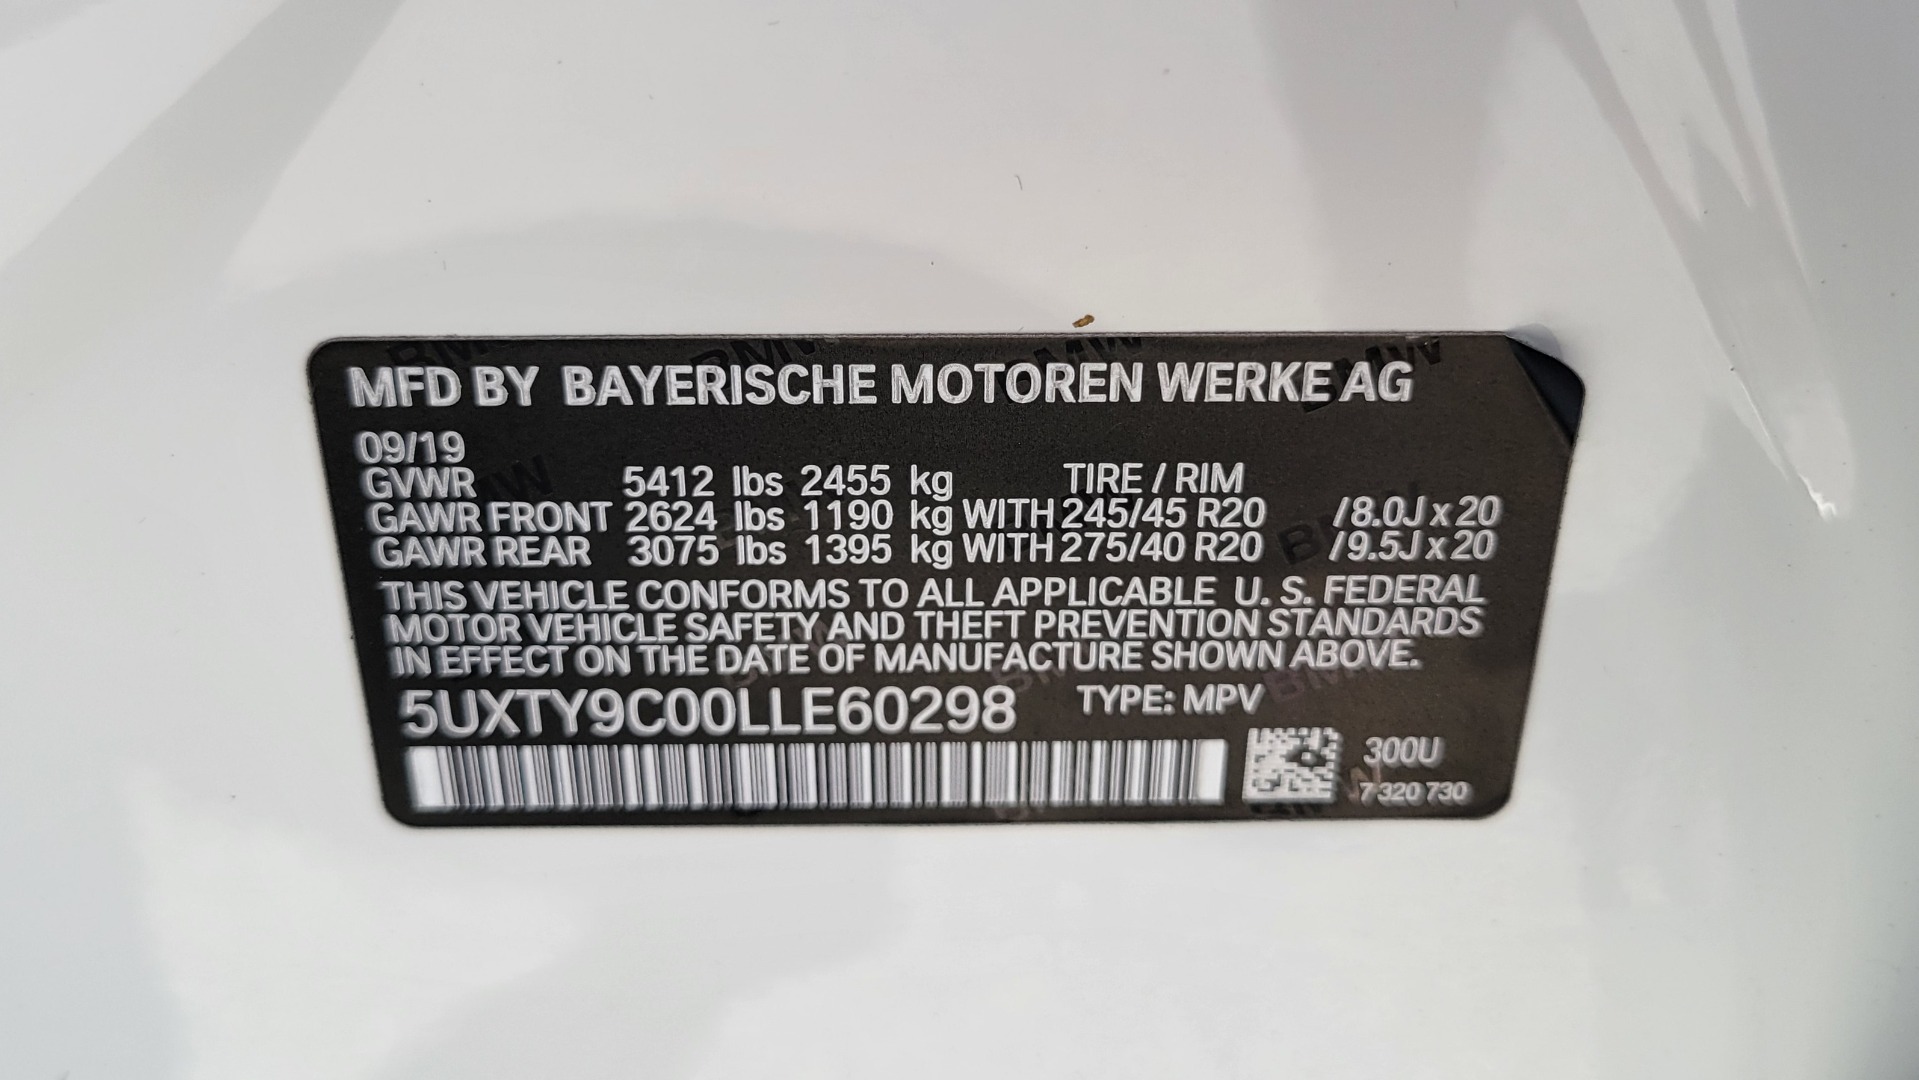 MFD BY BAYERISCHE MOTOREN WERKE AG
09/19
GVWR 5412 lbs 2455 kg TIRE / RIM
GAWR FRONT 2624 lbs 1190 kg WITH 245/45 R20 /8.0J x 20
GAWR REAR 3075 lbs 1395 kg WITH 275/40 R20 /9.5J x 20
THIS VEHICLE CONFORMS TO ALL APPLICABLE U. S. FEDERAL
MOTOR VEHICLE SAFETY AND THEFT PREVENTION STANDARDS
IN EFFECT ON THE DATE OF MANUFACTURE SHOWN ABOVE.
5UXTY9C00LLE60298 TYPE: MPV
300U
7 320 730